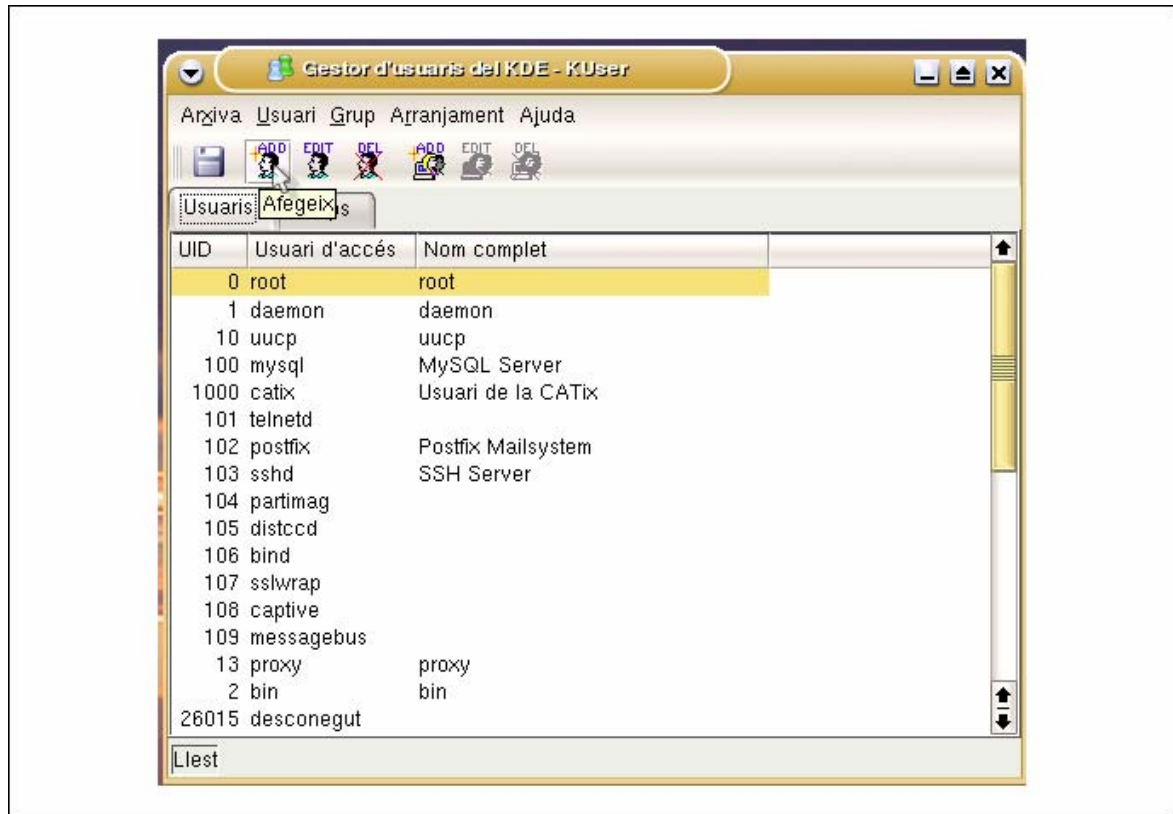 Gestor d'usuaris del KDE - KUser
Arxiva Usuari Grup Arranjament Ajuda
ADD EDIT DEL ADD EDIT DEL
Usuaris Afegeix
UID Usuari d'accés Nom complet
0 root root
1 daemon daemon
10 uucp uucp
100 mysql MySQL Server
1000 catix Usuari de la CATix
101 telnetd
102 postfix Postfix Mailsystem
103 sshd SSH Server
104 partimag
105 distccd
106 bind
107 sslwrap
108 captive
109 messagebus
13 proxy proxy
2 bin bin
26015 desconegut
Llest